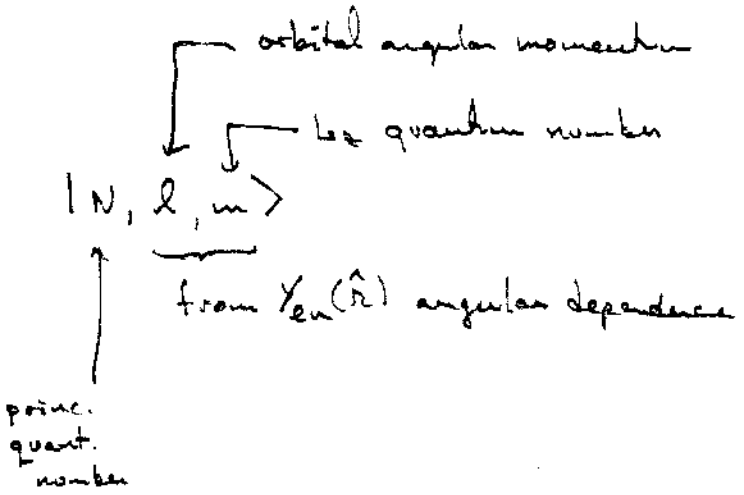 orbital angular momentum
Lz quantum number
|N, l, m>
from Ylm(r̂) angular dependence
princ.
quant.
number